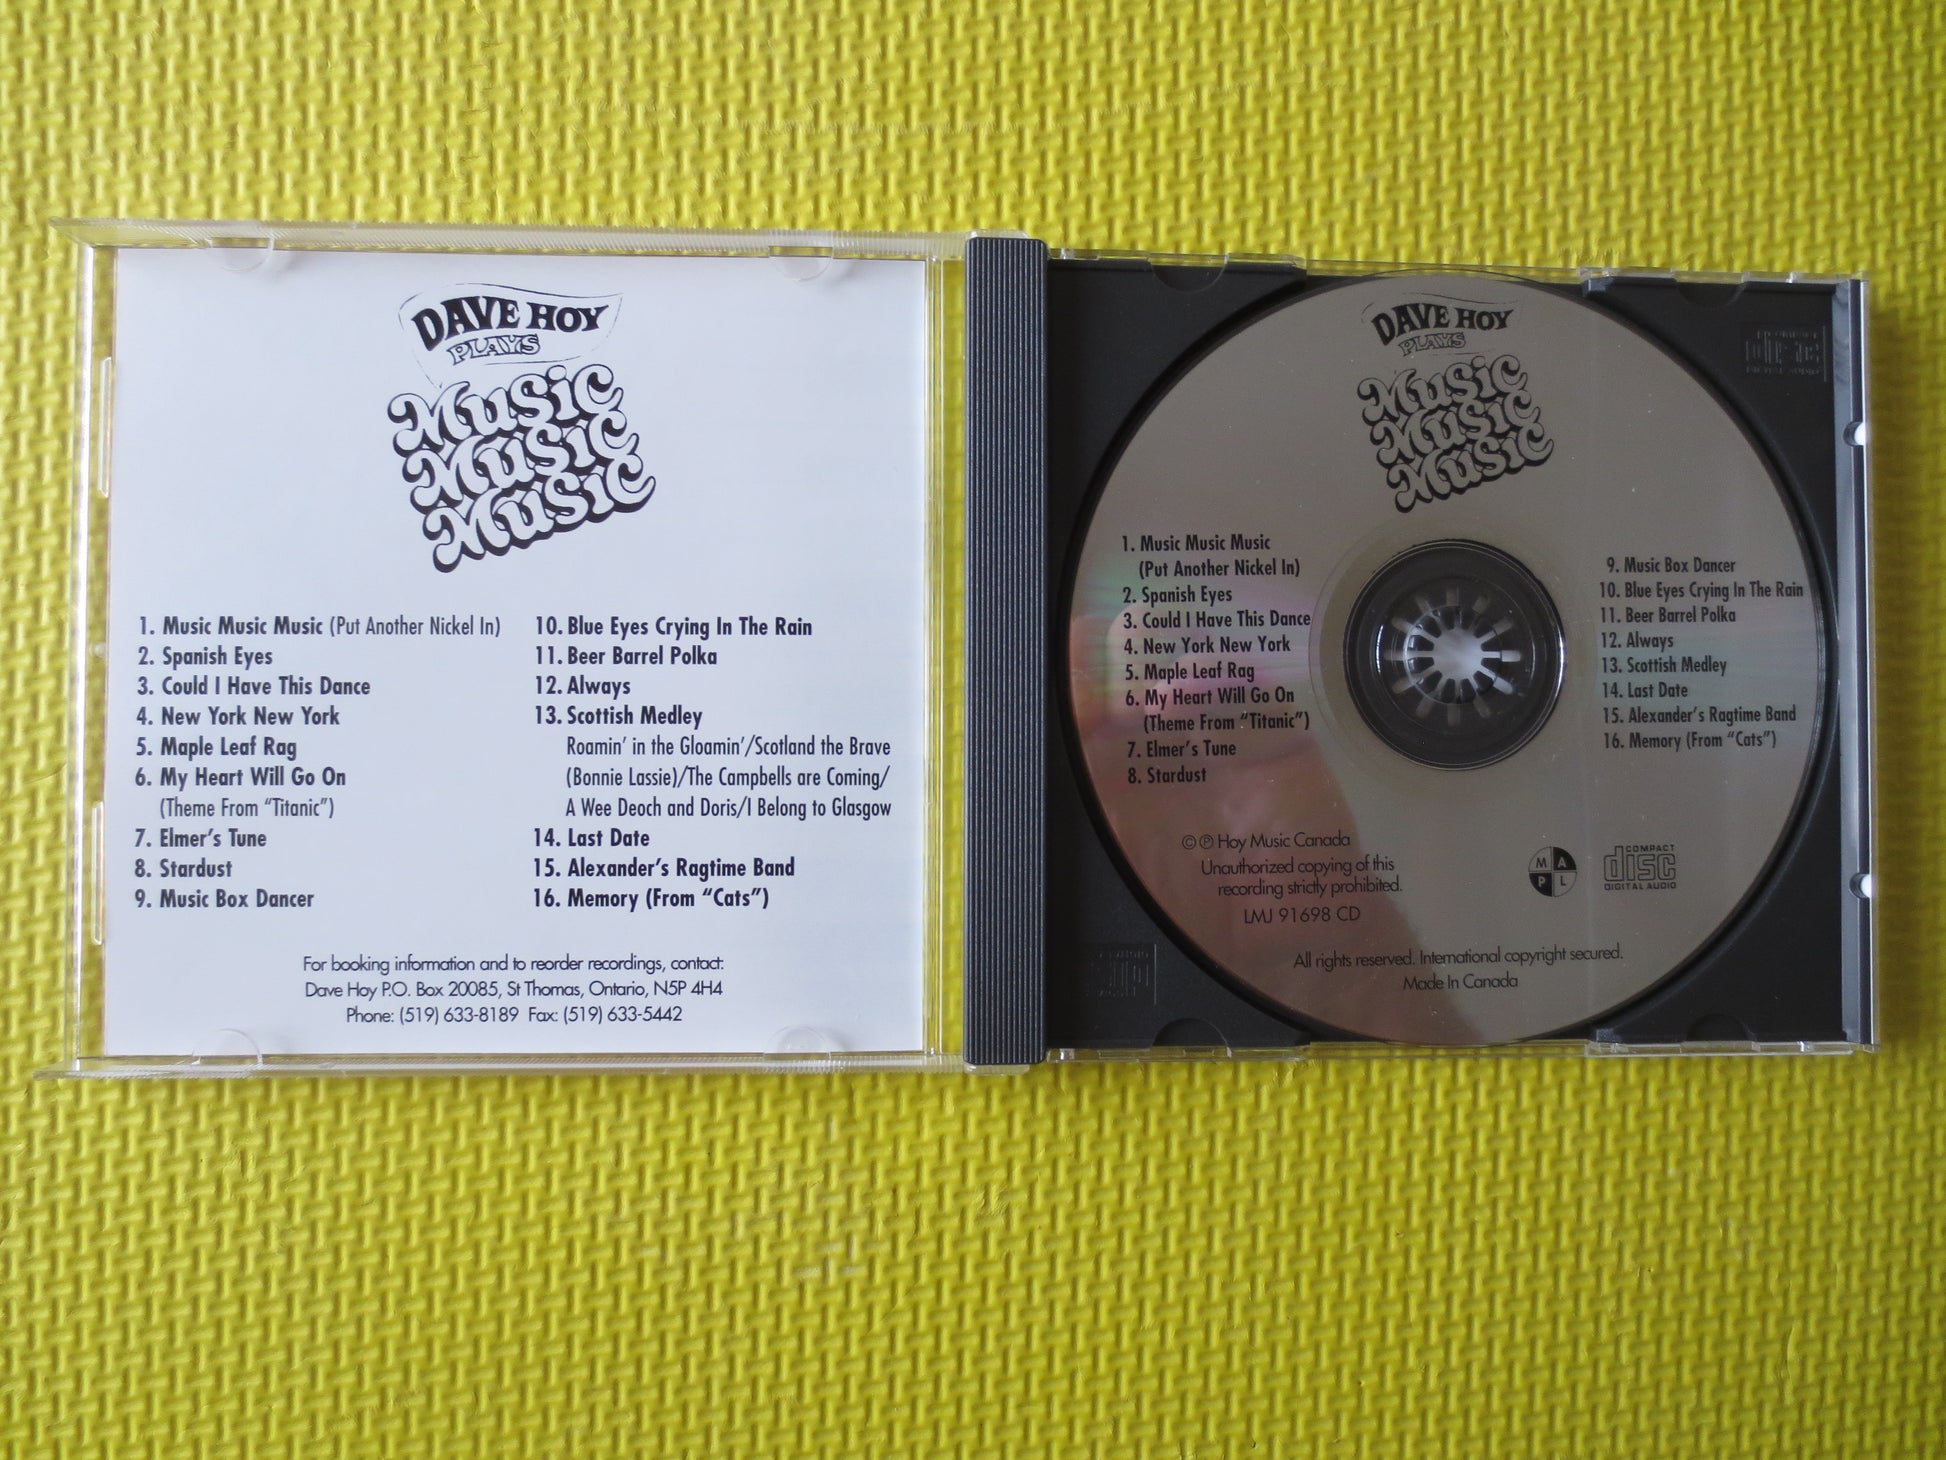 DAVE HOY
PLAYS
Music
Music
Music
1. Music Music Music (Put Another Nickel In)
2. Spanish Eyes
3. Could I Have This Dance
4. New York New York
5. Maple Leaf Rag
6. My Heart Will Go On
(Theme From “Titanic”)
7. Elmer’s Tune
8. Stardust
9. Music Box Dancer
10. Blue Eyes Crying In The Rain
11. Beer Barrel Polka
12. Always
13. Scottish Medley
Roamin’ in the Gloamin’/Scotland the Brave
(Bonnie Lassie)/The Campbells are Coming/
A Wee Deoch and Doris/I Belong to Glasgow
14. Last Date
15. Alexander’s Ragtime Band
16. Memory (From “Cats”)
For booking information and to reorder recordings, contact:
Dave Hoy P.O. Box 20085, St Thomas, Ontario, N5P 4H4
Phone: (519) 633-8189 Fax: (519) 633-5442
DAVE HOY
PLAYS
Music
Music
Music
1. Music Music Music
(Put Another Nickel In)
2. Spanish Eyes
3. Could I Have This Dance
4. New York New York
5. Maple Leaf Rag
6. My Heart Will Go On
(Theme From “Titanic”)
7. Elmer’s Tune
8. Stardust
9. Music Box Dancer
10. Blue Eyes Crying In The Rain
11. Beer Barrel Polka
12. Always
13. Scottish Medley
14. Last Date
15. Alexander’s Ragtime Band
16. Memory (From “Cats”)
© ℗ Hoy Music Canada
Unauthorized copying of this
recording strictly prohibited.
LMJ 91698 CD
M A
P L
COMPACT
disc
DIGITAL AUDIO
All rights reserved. International copyright secured.
Made In Canada